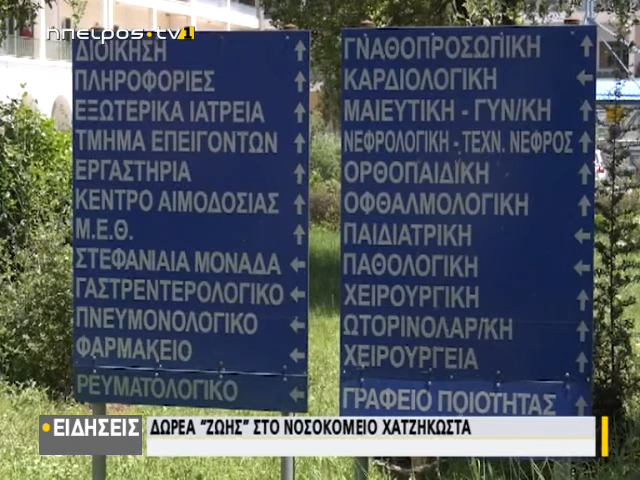 ηπειρος·tv1
ΔΙΟΙΚΗΣΗ
ΠΛΗΡΟΦΟΡΙΕΣ
ΕΞΩΤΕΡΙΚΑ ΙΑΤΡΕΙΑ
ΤΜΗΜΑ ΕΠΕΙΓΟΝΤΩΝ
ΕΡΓΑΣΤΗΡΙΑ
ΚΕΝΤΡΟ ΑΙΜΟΔΟΣΙΑΣ
Μ.Ε.Θ.
ΣΤΕΦΑΝΙΑΙΑ ΜΟΝΑΔΑ
ΓΑΣΤΡΕΝΤΕΡΟΛΟΓΙΚΟ
ΠΝΕΥΜΟΝΟΛΟΓΙΚΟ
ΦΑΡΜΑΚΕΙΟ
ΡΕΥΜΑΤΟΛΟΓΙΚΟ
ΓΝΑΘΟΠΡΟΣΩΠΙΚΗ
ΚΑΡΔΙΟΛΟΓΙΚΗ
ΜΑΙΕΥΤΙΚΗ - ΓΥΝ/ΚΗ
ΝΕΦΡΟΛΟΓΙΚΗ - ΤΕΧΝ. ΝΕΦΡΟΣ
ΟΡΘΟΠΑΙΔΙΚΗ
ΟΦΘΑΛΜΟΛΟΓΙΚΗ
ΠΑΙΔΙΑΤΡΙΚΗ
ΠΑΘΟΛΟΓΙΚΗ
ΧΕΙΡΟΥΡΓΙΚΗ
ΩΤΟΡΙΝΟΛΑΡ/ΚΗ
ΧΕΙΡΟΥΡΓΕΙΑ
ΓΡΑΦΕΙΟ ΠΟΙΟΤΗΤΑΣ
·ΕΙΔΗΣΕΙΣ
ΔΩΡΕΑ "ΖΩΗΣ" ΣΤΟ ΝΟΣΟΚΟΜΕΙΟ ΧΑΤΖΗΚΩΣΤΑ